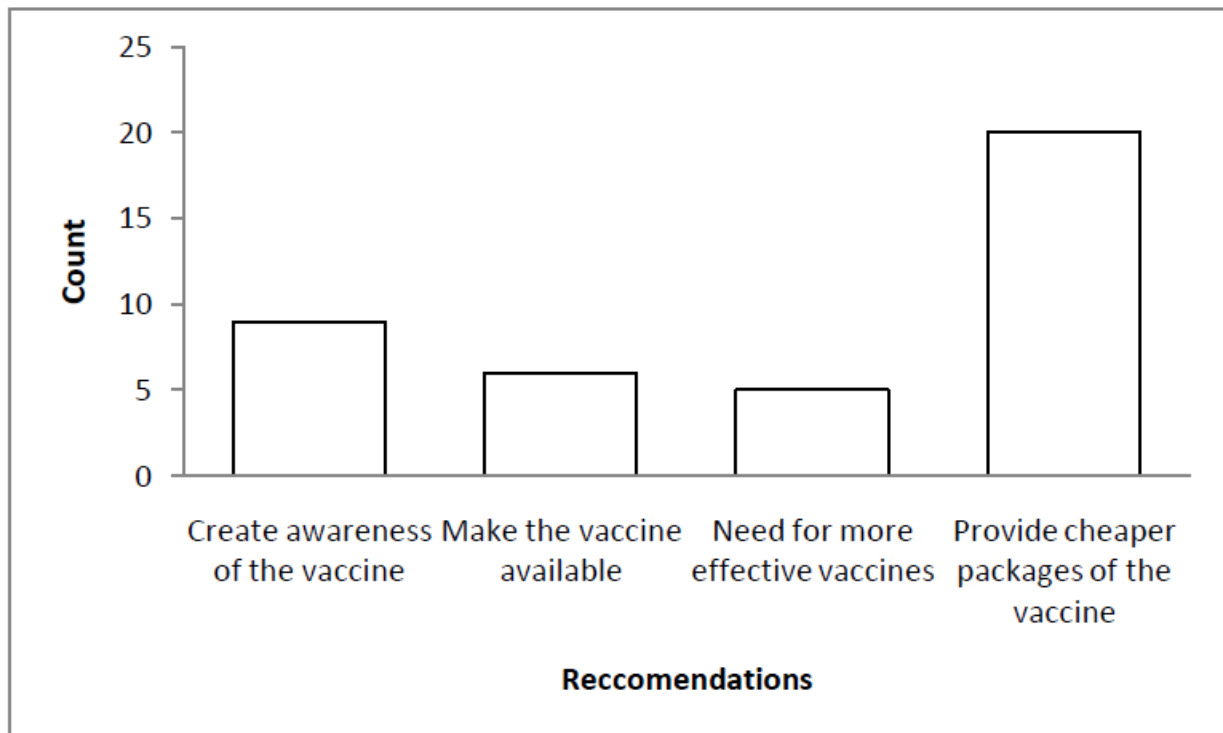 25
20
15
10
5
0
Count
Create awareness of the vaccine
Make the vaccine available
Need for more effective vaccines
Provide cheaper packages of the vaccine
Reccomendations